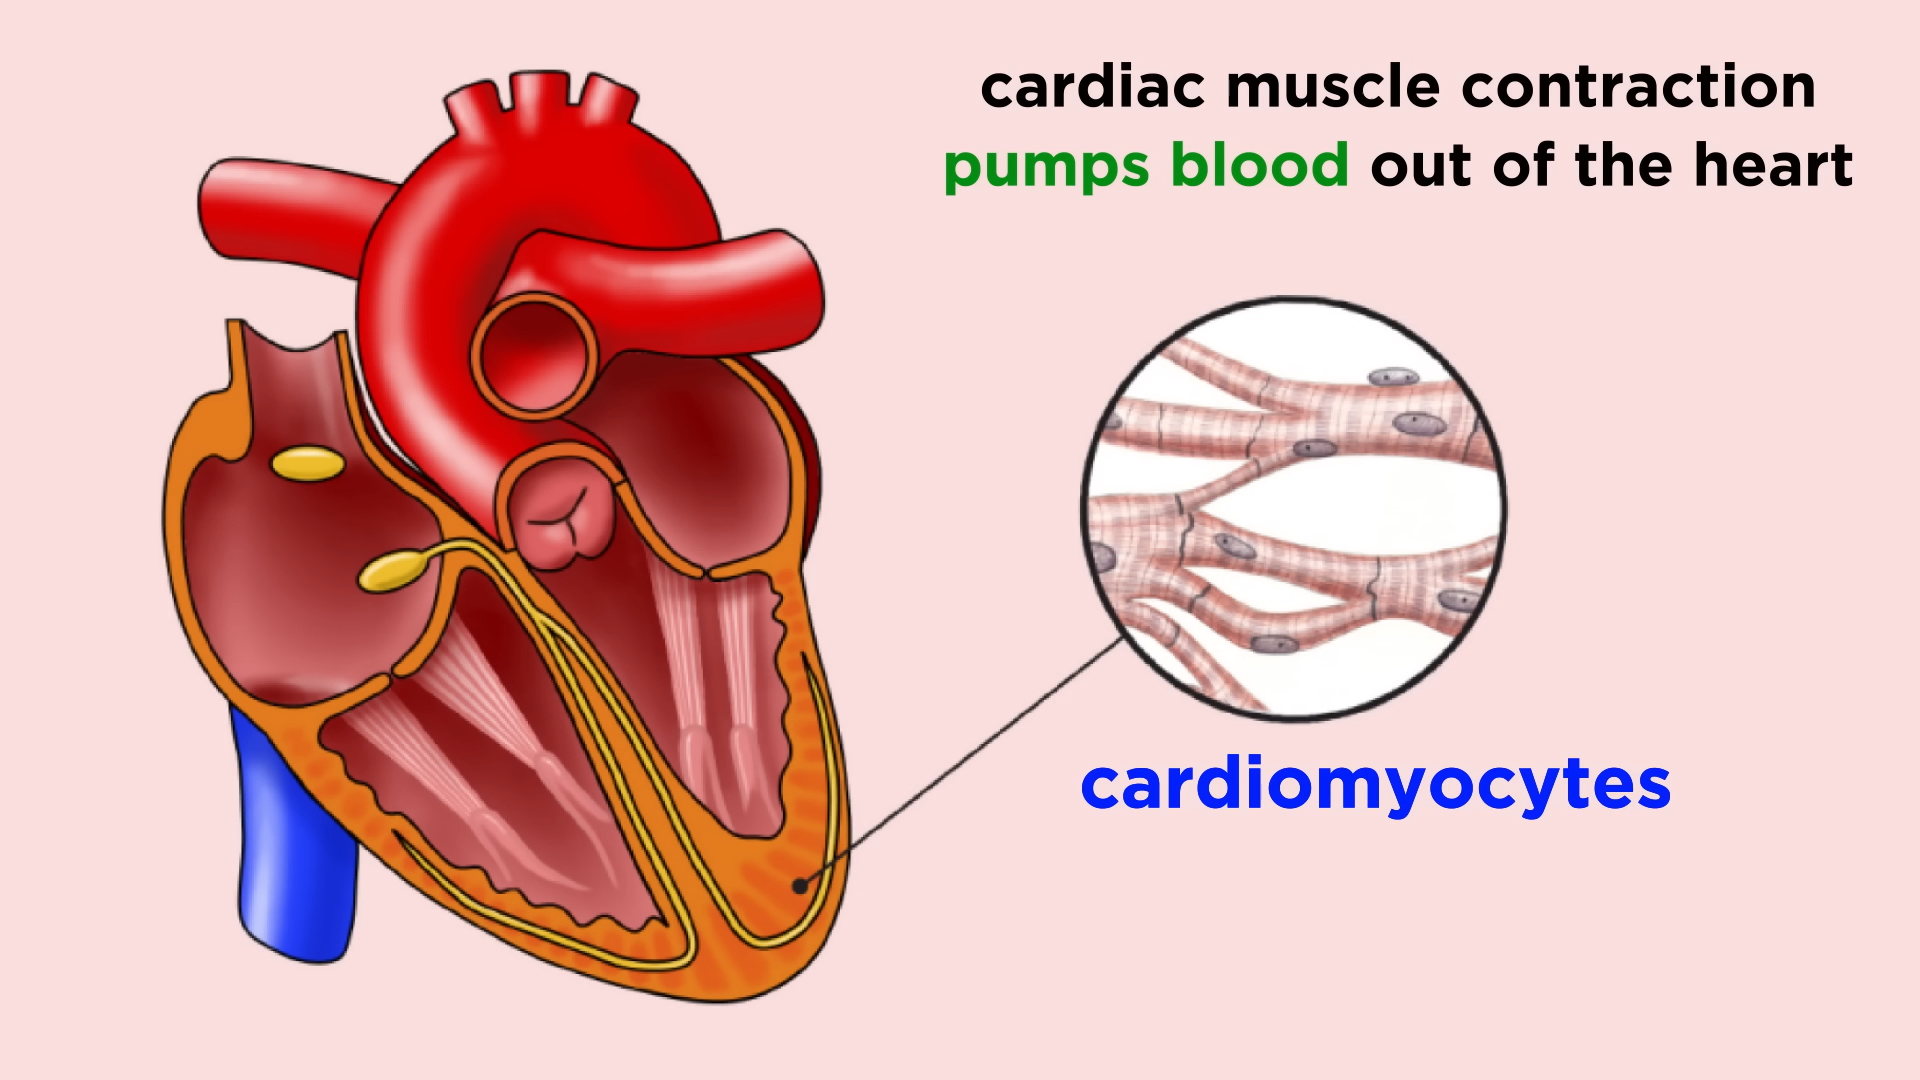 cardiac muscle contraction
pumps blood out of the heart
cardiomyocytes